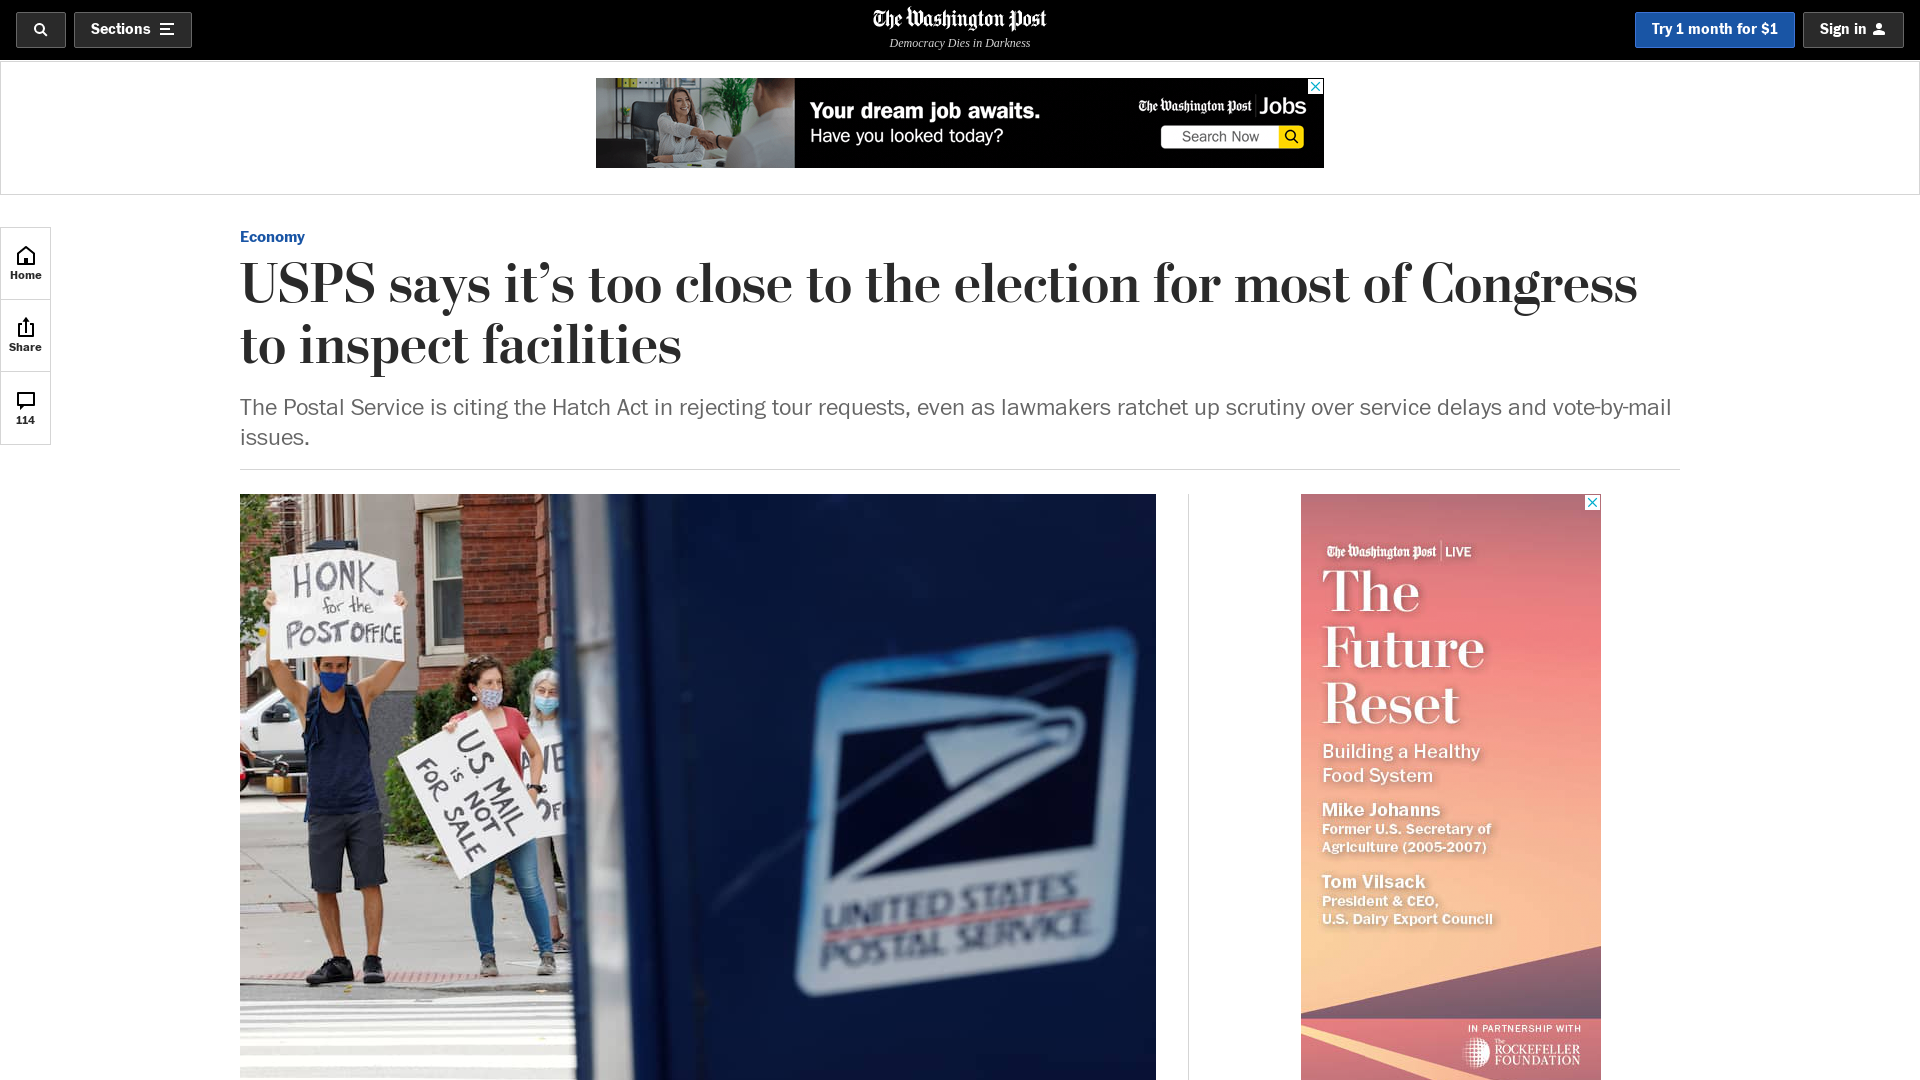 Sections
The Washington Post
Democracy Dies in Darkness
Try 1 month for $1
Sign in
Your dream job awaits.
Have you looked today?
The Washington Post Jobs
Search Now
Home
Share
114
Economy
USPS says it’s too close to the election for most of Congress
to inspect facilities
The Postal Service is citing the Hatch Act in rejecting tour requests, even as lawmakers ratchet up scrutiny over service delays and vote-by-mail
issues.
HONK
for the
POST OFFICE
U.S. MAIL
is NOT
FOR SALE
UNITED STATES
POSTAL SERVICE
The Washington Post LIVE
The
Future
Reset
Building a Healthy
Food System
Mike Johanns
Former U.S. Secretary of
Agriculture (2005-2007)
Tom Vilsack
President & CEO,
U.S. Dairy Export Council
IN PARTNERSHIP WITH
The
ROCKEFELLER
FOUNDATION